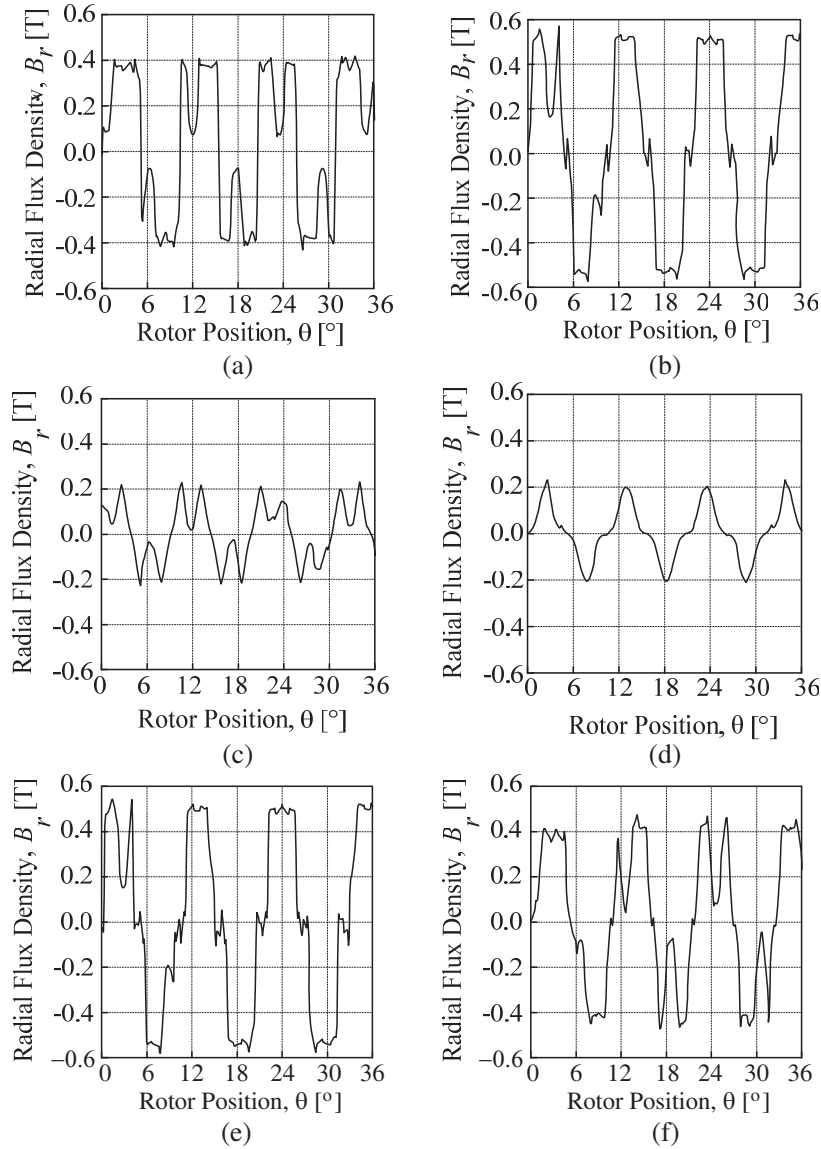 Radial Flux Density, B_r [T]
0.6
0.4
0.2
0.0
-0.2
-0.4
-0.6
0 6 12 18 24 30 36
Rotor Position, θ [°]
(a)
Radial Flux Density, B_r [T]
0.6
0.4
0.2
0.0
-0.2
-0.4
-0.6
0 6 12 18 24 30 36
Rotor Position, θ [°]
(b)
Radial Flux Density, B_r [T]
0.6
0.4
0.2
0.0
-0.2
-0.4
-0.6
0 6 12 18 24 30 36
Rotor Position, θ [°]
(c)
Radial Flux Density, B_r [T]
0.6
0.4
0.2
0.0
-0.2
-0.4
-0.6
0 6 12 18 24 30 36
Rotor Position, θ [°]
(d)
Radial Flux Density, B_r [T]
0.6
0.4
0.2
0.0
-0.2
-0.4
−0.6
0 6 12 18 24 30 36
Rotor Position, θ [°]
(e)
Radial Flux Density, B_r [T]
0.6
0.4
0.2
0.0
-0.2
-0.4
-0.6
0 6 12 18 24 30 36
Rotor Position, θ [°]
(f)